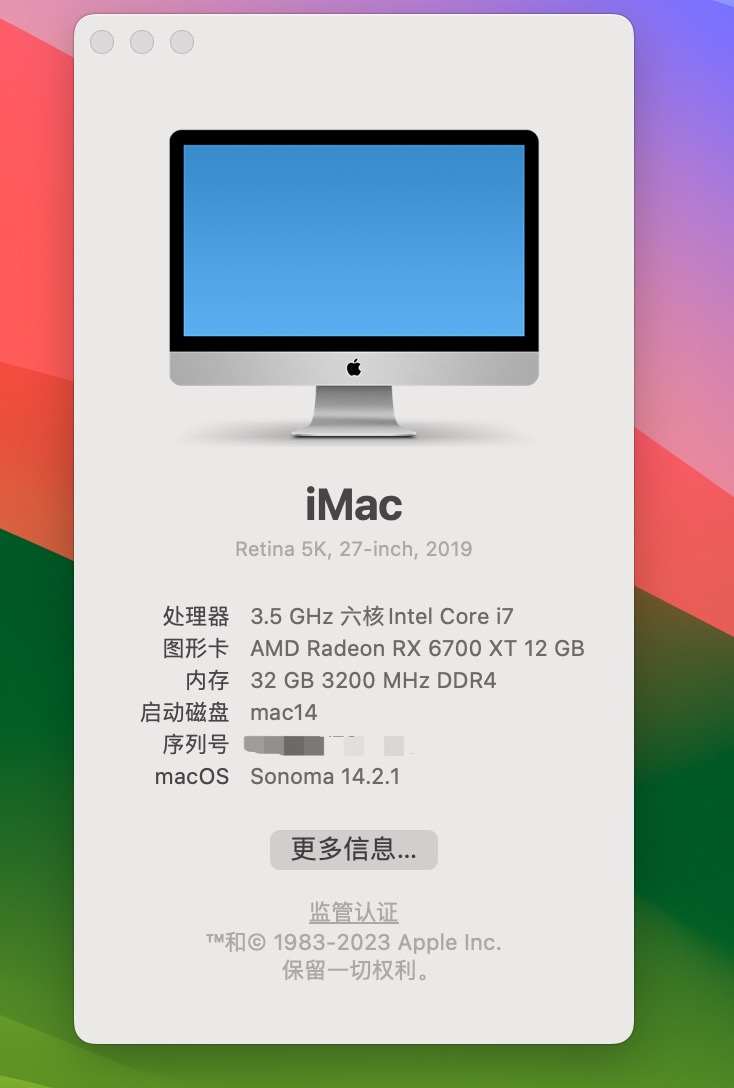 iMac
Retina 5K, 27-inch, 2019
处理器 3.5 GHz 六核Intel Core i7
图形卡 AMD Radeon RX 6700 XT 12 GB
内存 32 GB 3200 MHz DDR4
启动磁盘 mac14
序列号
macOS Sonoma 14.2.1
更多信息...
监管认证
™和© 1983-2023 Apple Inc.
保留一切权利。